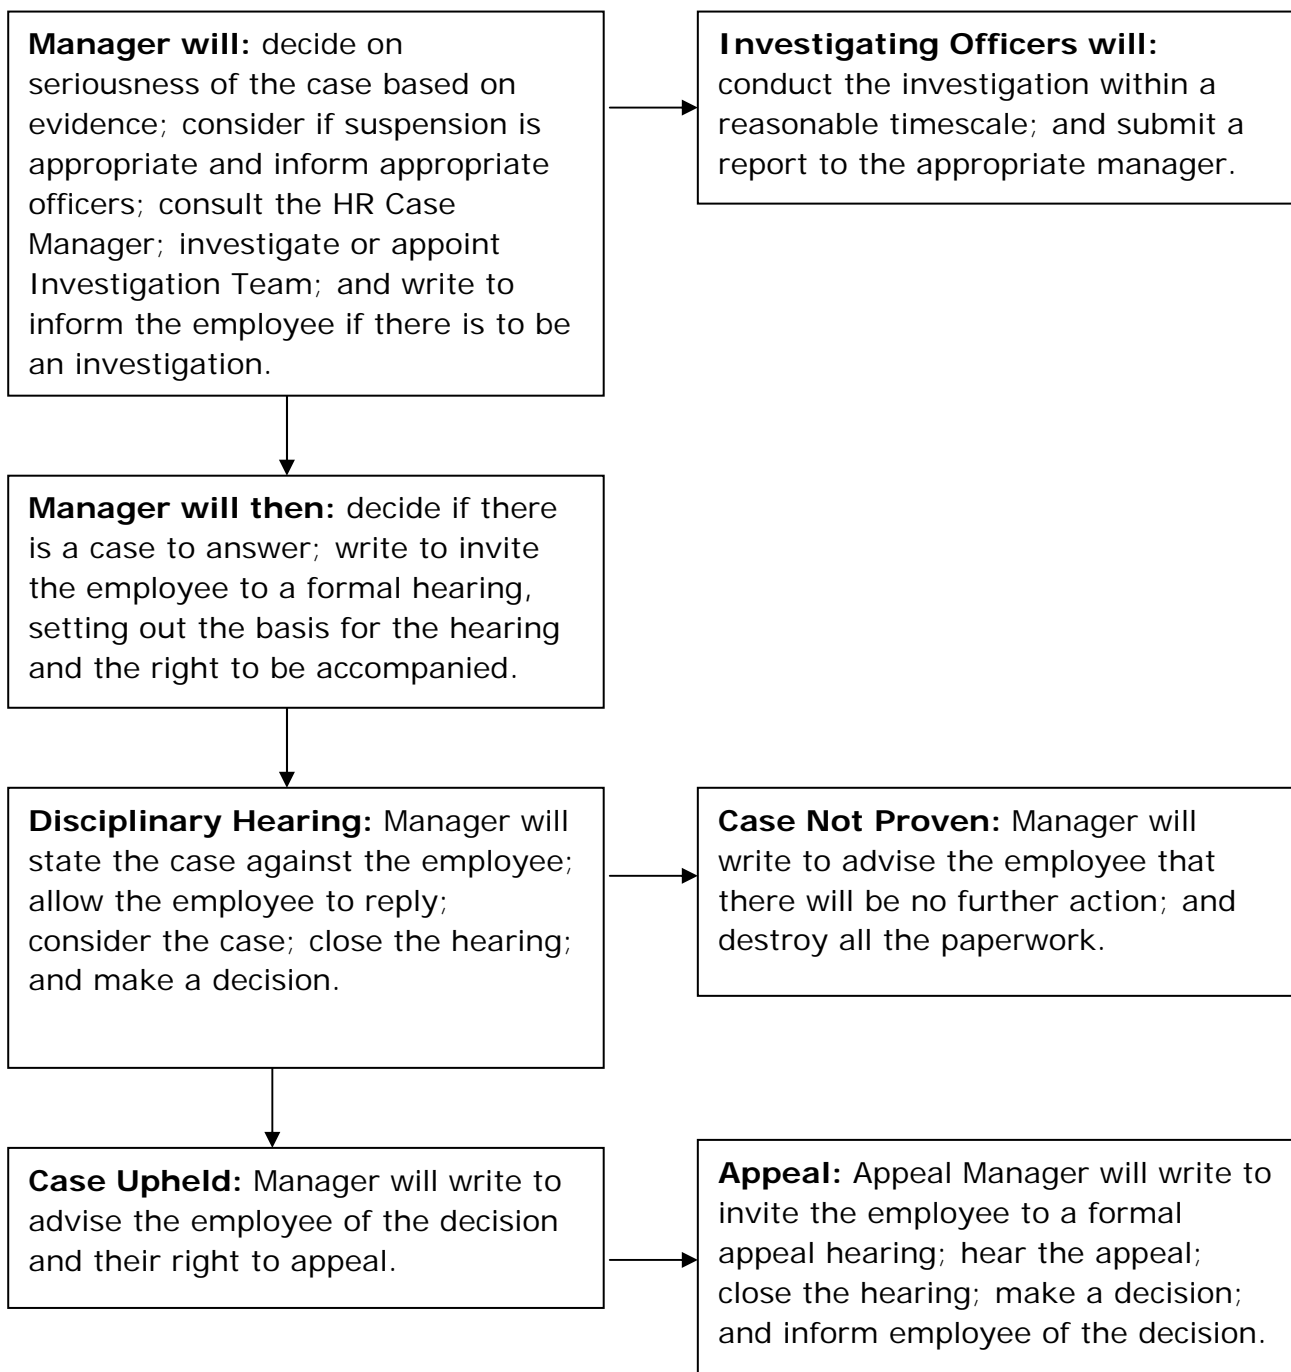 Manager will: decide on
seriousness of the case based on
evidence; consider if suspension is
appropriate and inform appropriate
officers; consult the HR Case
Manager; investigate or appoint
Investigation Team; and write to
inform the employee if there is to be
an investigation.
Investigating Officers will:
conduct the investigation within a
reasonable timescale; and submit a
report to the appropriate manager.
Manager will then: decide if there
is a case to answer; write to invite
the employee to a formal hearing,
setting out the basis for the hearing
and the right to be accompanied.
Disciplinary Hearing: Manager will
state the case against the employee;
allow the employee to reply;
consider the case; close the hearing;
and make a decision.
Case Not Proven: Manager will
write to advise the employee that
there will be no further action; and
destroy all the paperwork.
Case Upheld: Manager will write to
advise the employee of the decision
and their right to appeal.
Appeal: Appeal Manager will write to
invite the employee to a formal
appeal hearing; hear the appeal;
close the hearing; make a decision;
and inform employee of the decision.